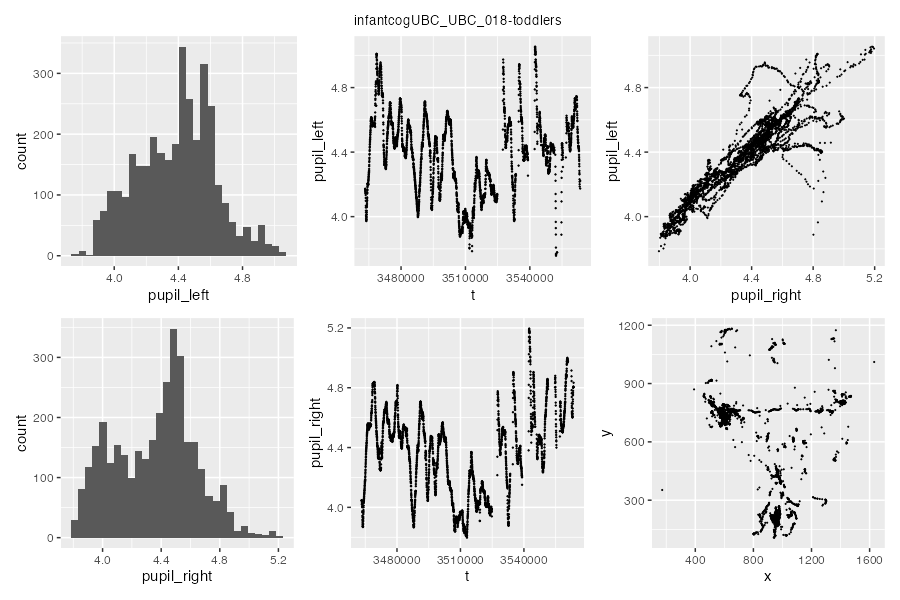 infantcogUBC_UBC_018-toddlers
count
300
200
100
0
4.0 4.4 4.8
pupil_left
pupil_left
4.8
4.4
4.0
3480000 3510000 3540000
t
pupil_left
4.8
4.4
4.0
4.0 4.4 4.8 5.2
pupil_right
count
300
200
100
0
4.0 4.4 4.8 5.2
pupil_right
pupil_right
5.2
4.8
4.4
4.0
3480000 3510000 3540000
t
y
1200
900
600
300
400 800 1200 1600
x